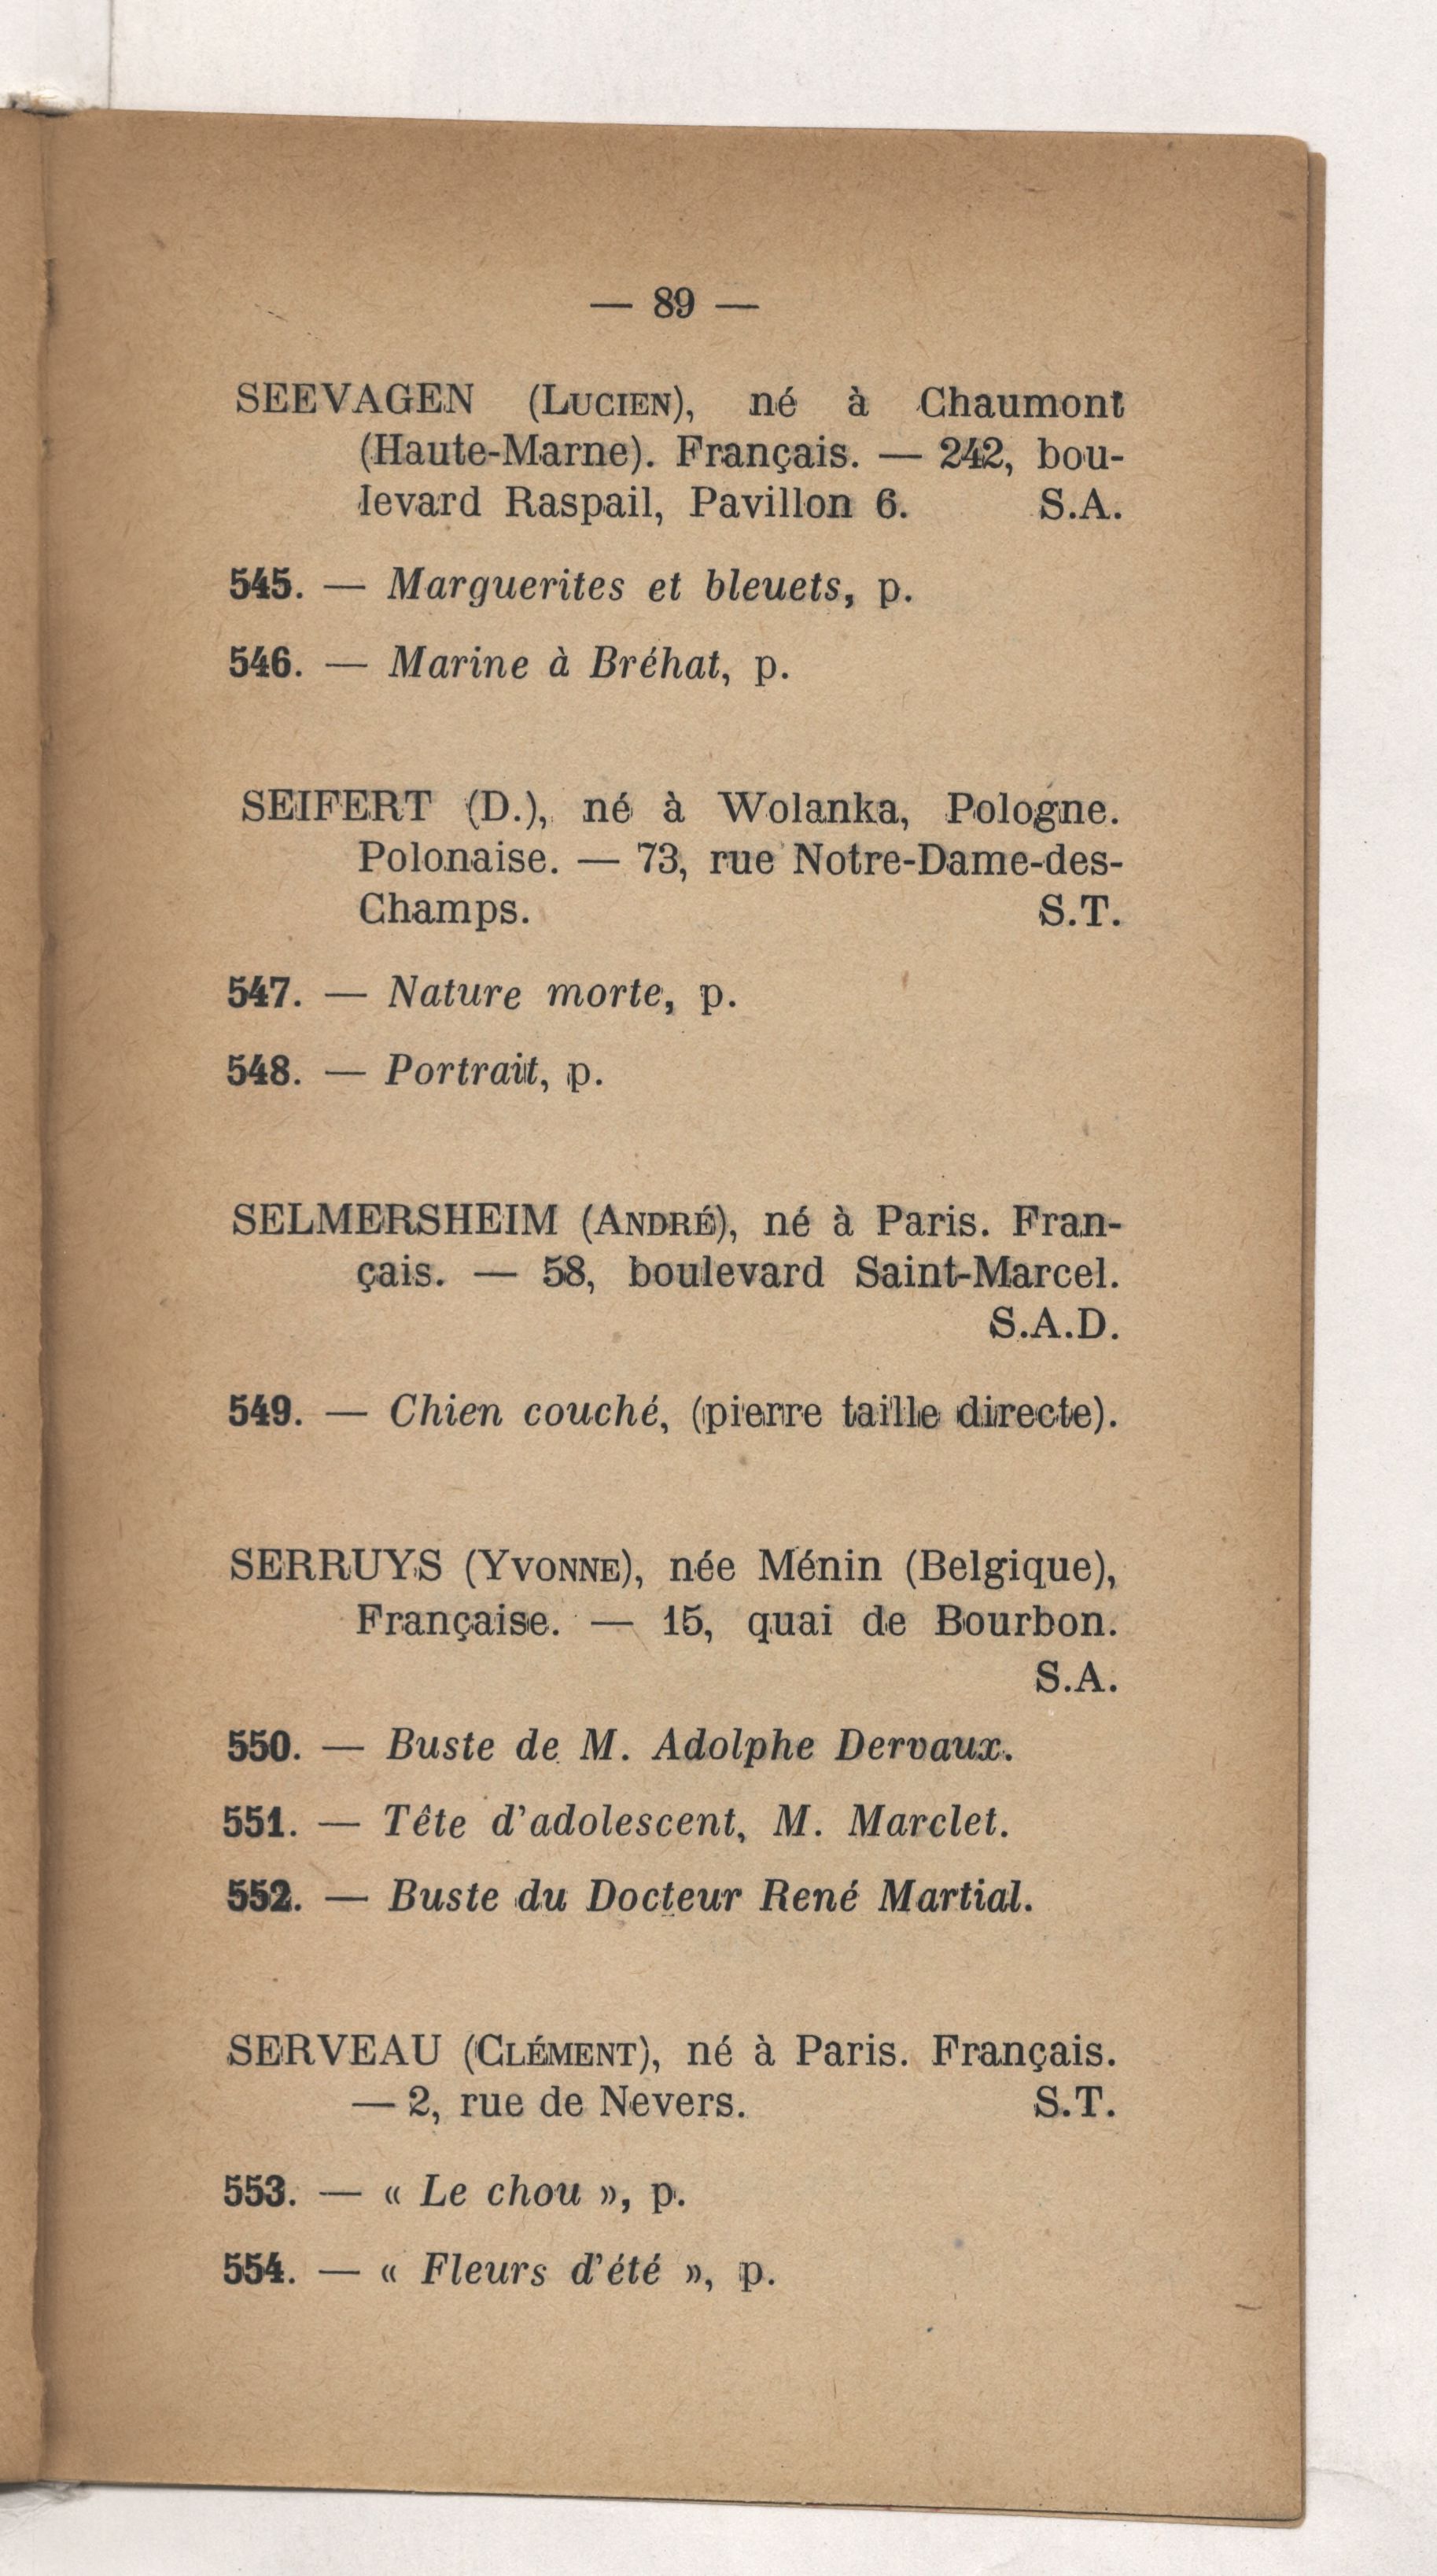 — 89 —
SEEVAGEN (LUCIEN), né à Chaumont
(Haute-Marne). Français. — 242, bou-
levard Raspail, Pavillon 6. S.A.
545. — Marguerites et bleuets, p.
546. — Marine à Bréhat, p.
SEIFERT (D.), né à Wolanka, Pologne.
Polonaise. — 73, rue Notre-Dame-des-
Champs. S.T.
547. — Nature morte, p.
548. — Portrait, p.
SELMERSHEIM (ANDRÉ), né à Paris. Fran-
çais. — 58, boulevard Saint-Marcel.
S.A.D.
549. — Chien couché, (pierre taille directe).
SERRUYS (YVONNE), née Ménin (Belgique),
Française. — 15, quai de Bourbon.
S.A.
550. — Buste de M. Adolphe Dervaux.
551. — Tête d'adolescent, M. Marclet.
552. — Buste du Docteur René Martial.
SERVEAU (CLÉMENT), né à Paris. Français.
— 2, rue de Nevers. S.T.
553. — « Le chou », p.
554. — « Fleurs d'été », p.